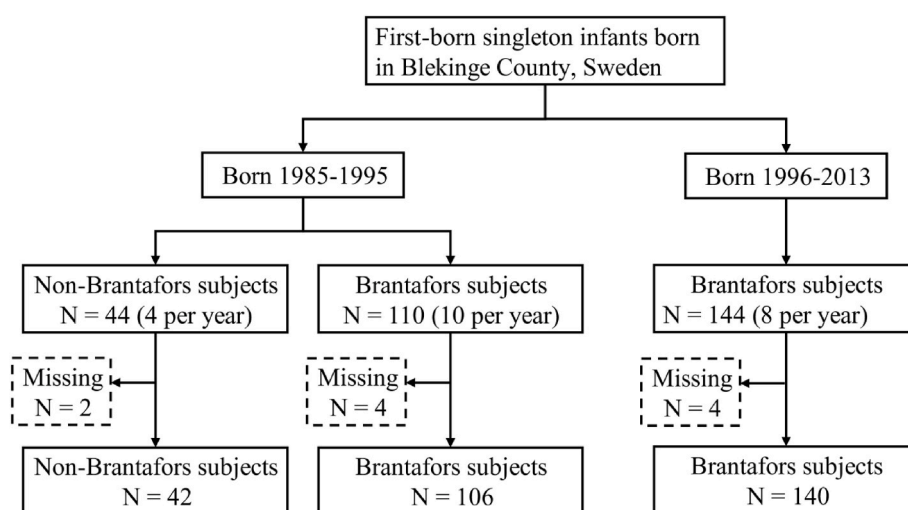 First-born singleton infants born
in Blekinge County, Sweden
Born 1985-1995
Born 1996-2013
Non-Brantafors subjects
N = 44 (4 per year)
Brantafors subjects
N = 110 (10 per year)
Brantafors subjects
N = 144 (8 per year)
Missing
N = 2
Missing
N = 4
Missing
N = 4
Non-Brantafors subjects
N = 42
Brantafors subjects
N = 106
Brantafors subjects
N = 140